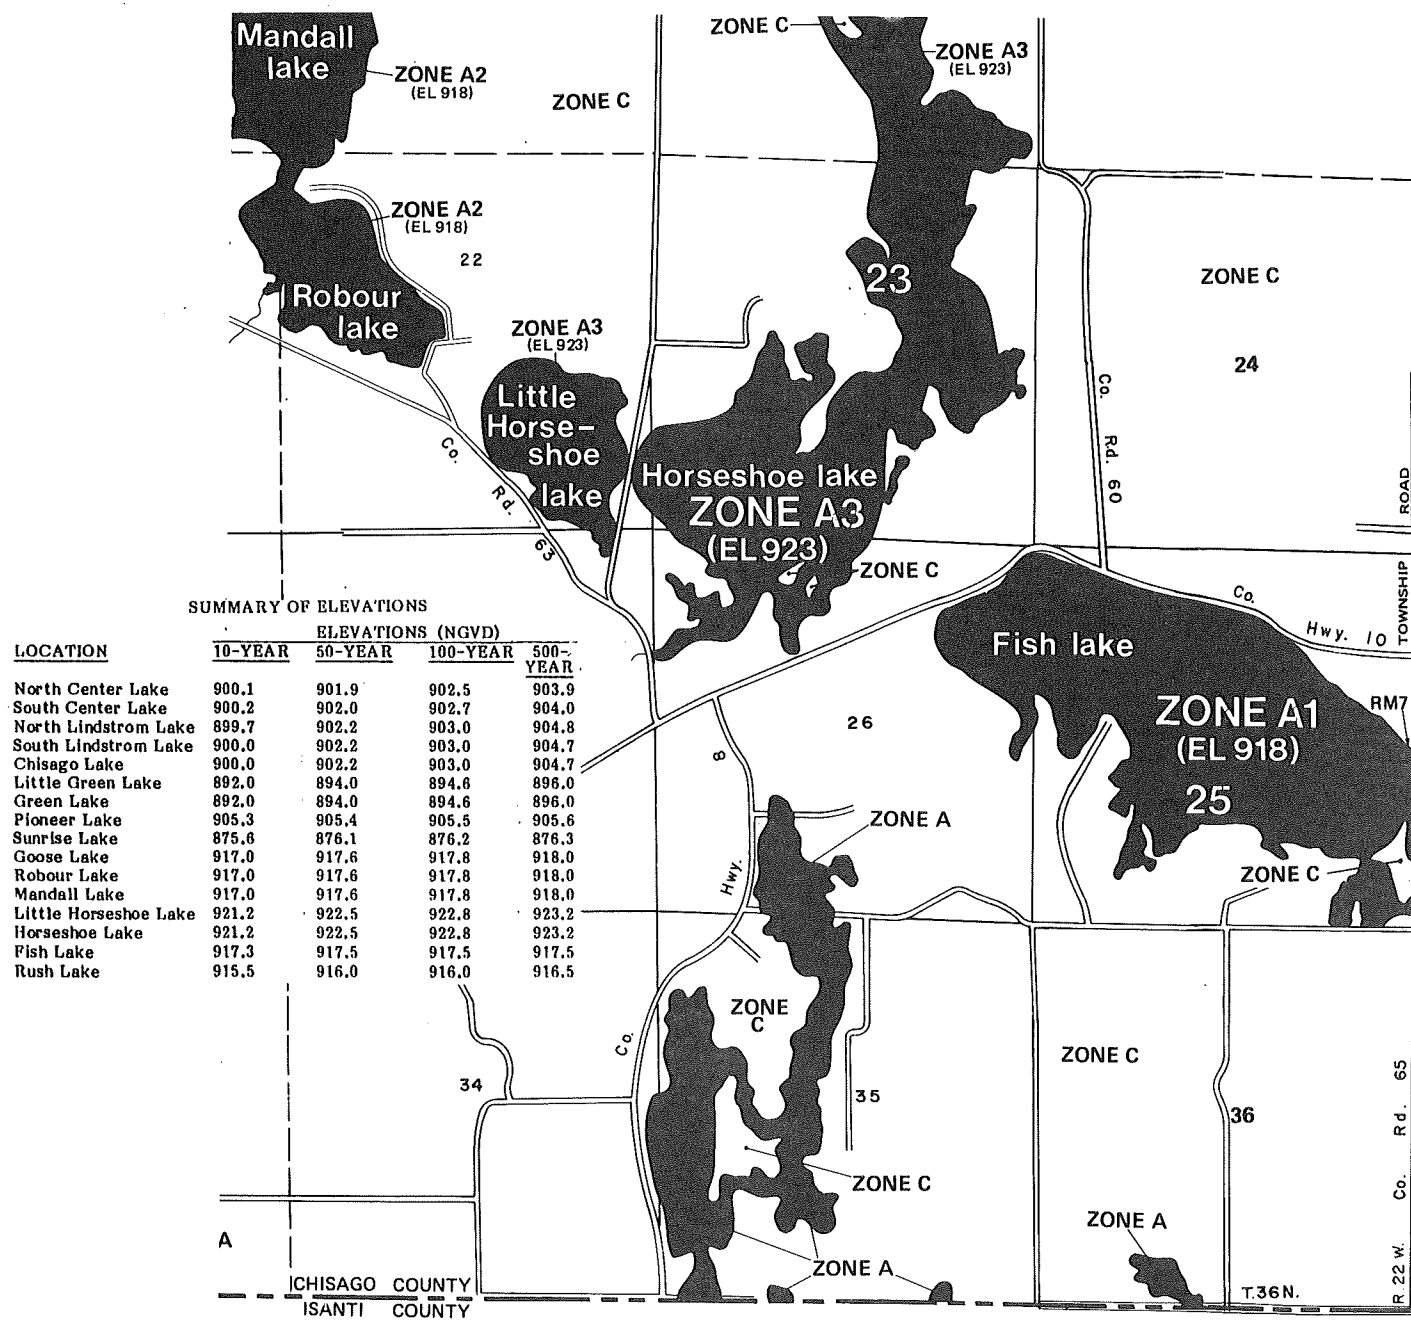 Mandall
lake
ZONE A2
(EL 918)
ZONE C
ZONE C
ZONE A3
(EL 923)
ZONE A2
(EL 918)
22
Robour
lake
23
ZONE C
24
ZONE A3
(EL 923)
Little
Horse-
shoe
lake
Horseshoe lake
ZONE A3
(EL 923)
ZONE C
Co. Rd. 63
Co. Rd. 60
TOWNSHIP ROAD
Co. Hwy. 10
Fish lake
ZONE A1
(EL 918)
25
RM7
26
SUMMARY OF ELEVATIONS
ELEVATIONS (NGVD)
LOCATION 10-YEAR 50-YEAR 100-YEAR 500-
YEAR
North Center Lake 900.1 901.9 902.5 903.9
South Center Lake 900.2 902.0 902.7 904.0
North Lindstrom Lake 899.7 902.2 903.0 904.8
South Lindstrom Lake 900.0 902.2 903.0 904.7
Chisago Lake 900.0 902.2 903.0 904.7
Little Green Lake 892.0 894.0 894.6 896.0
Green Lake 892.0 894.0 894.6 896.0
Pioneer Lake 905.3 905.4 905.5 905.6
Sunrise Lake 875.6 876.1 876.2 876.3
Goose Lake 917.0 917.6 917.8 918.0
Robour Lake 917.0 917.6 917.8 918.0
Mandall Lake 917.0 917.6 917.8 918.0
Little Horseshoe Lake 921.2 922.5 922.8 923.2
Horseshoe Lake 921.2 922.5 922.8 923.2
Fish Lake 917.3 917.5 917.5 917.5
Rush Lake 915.5 916.0 916.0 916.5
ZONE A
ZONE C
Co. Hwy. 8
ZONE
C
ZONE C
34
35
36
ZONE C
ZONE A
ZONE A
A
R 22 W. Co. Rd. 65
T.36N.
CHISAGO COUNTY
ISANTI COUNTY